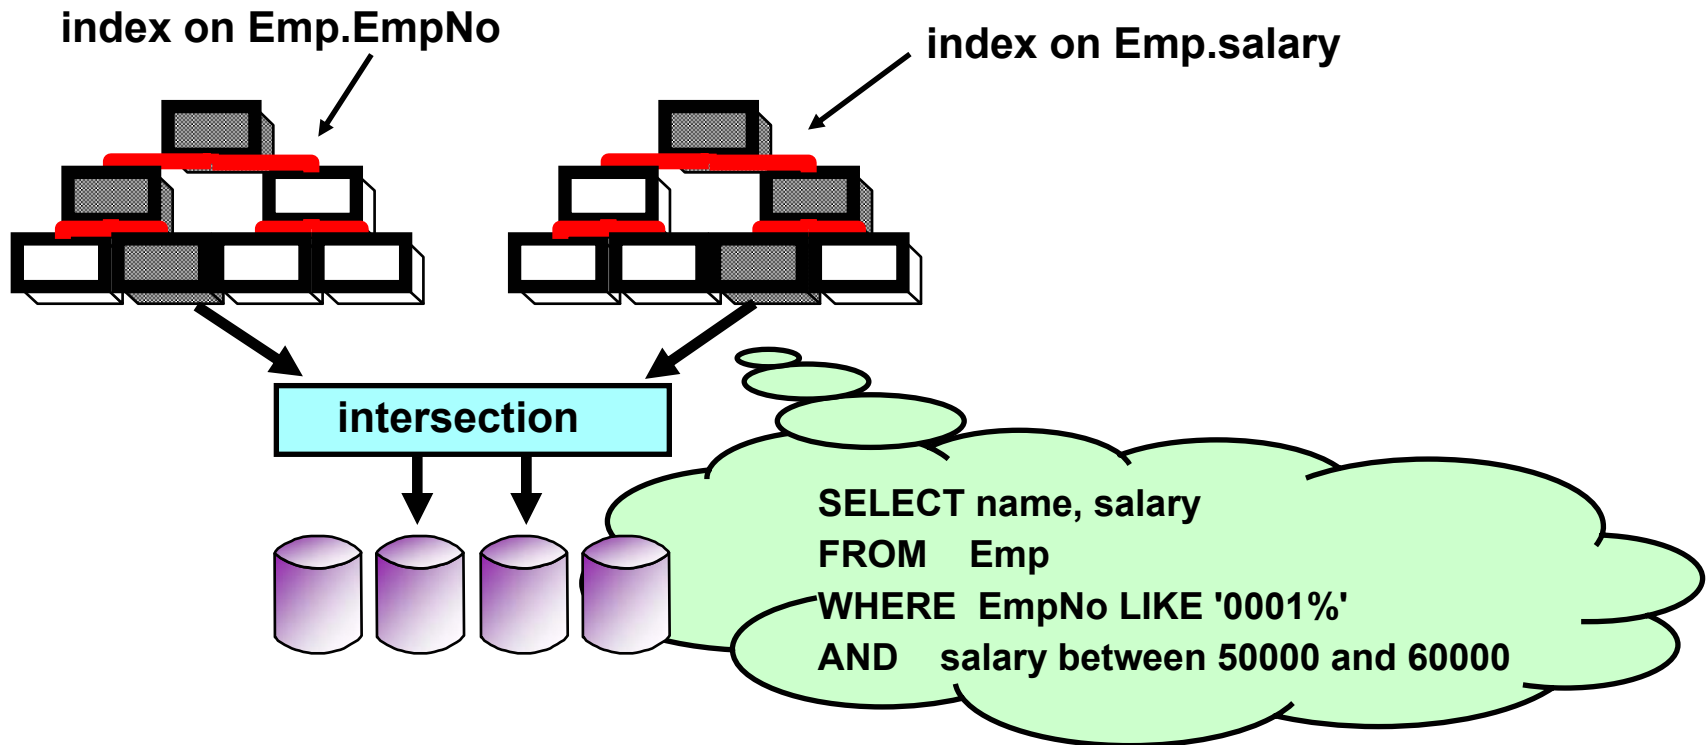 index on Emp.EmpNo
index on Emp.salary
intersection
SELECT name, salary
FROM Emp
WHERE EmpNo LIKE '0001%'
AND salary between 50000 and 60000